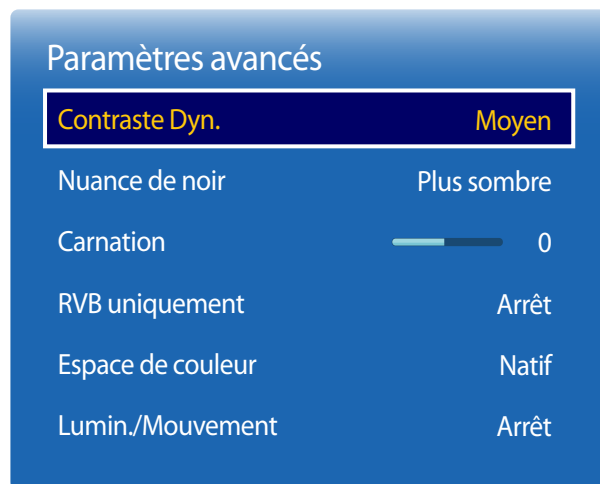 Paramètres avancés
Contraste Dyn. Moyen
Nuance de noir Plus sombre
Carnation 0
RVB uniquement Arrêt
Espace de couleur Natif
Lumin./Mouvement Arrêt